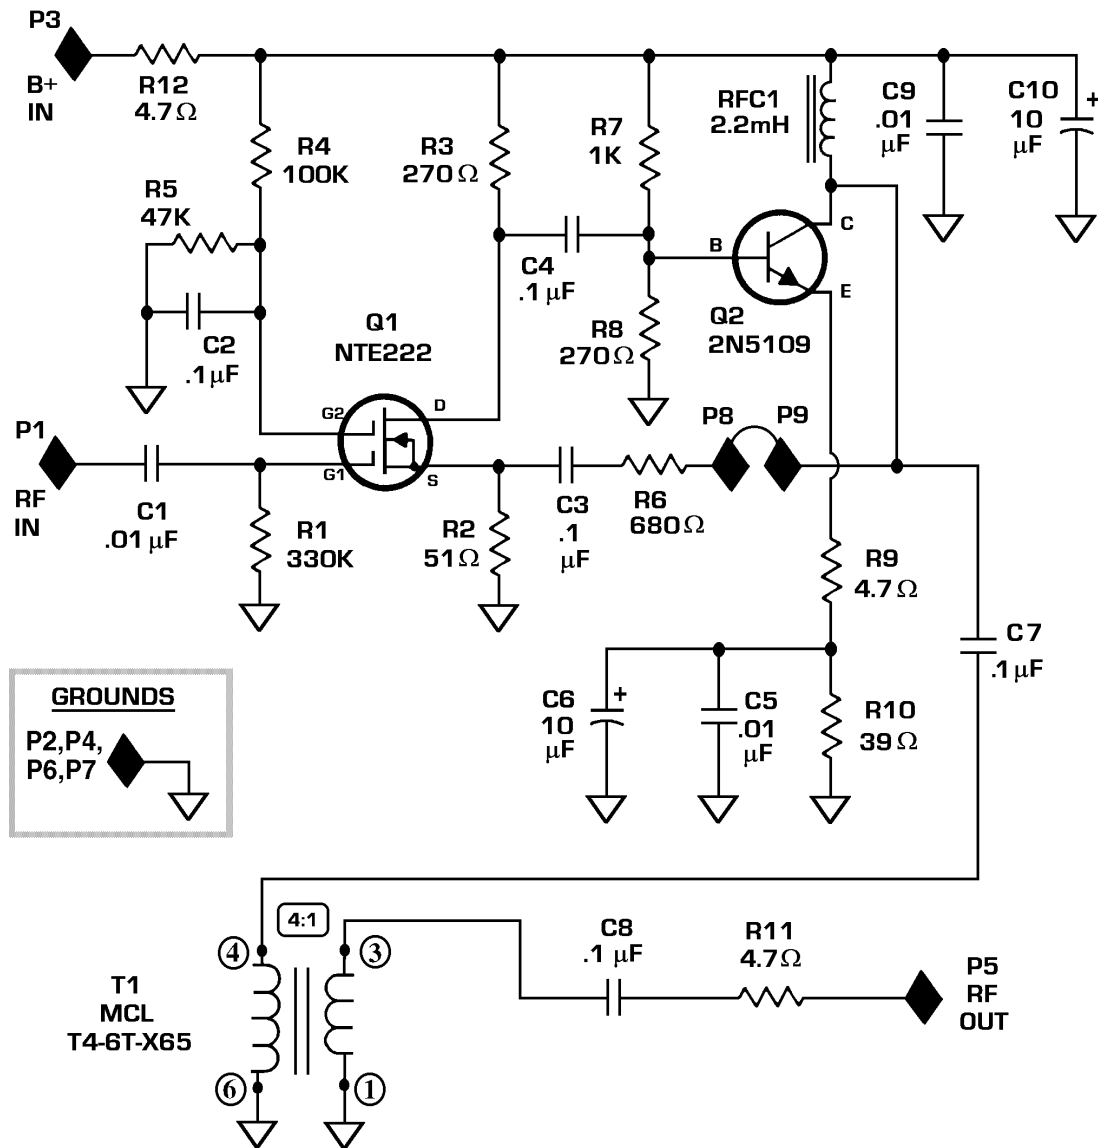 P3
B+
IN
R12
4.7Ω
R4
100K
R5
47K
C2
.1µF
R3
270Ω
C4
.1µF
R7
1K
R8
270Ω
RFC1
2.2mH
C9
.01
µF
C10
10
µF
+
B
C
E
Q2
2N5109
Q1
NTE222
G2
G1
D
S
P1
RF
IN
C1
.01 µF
R1
330K
R2
51Ω
C3
.1
µF
R6
680Ω
P8
P9
R9
4.7Ω
C7
.1µF
C6
10
µF
+
C5
.01
µF
R10
39Ω
GROUNDS
P2,P4,
P6,P7
4:1
4
3
6
1
T1
MCL
T4-6T-X65
C8
.1 µF
R11
4.7Ω
P5
RF
OUT